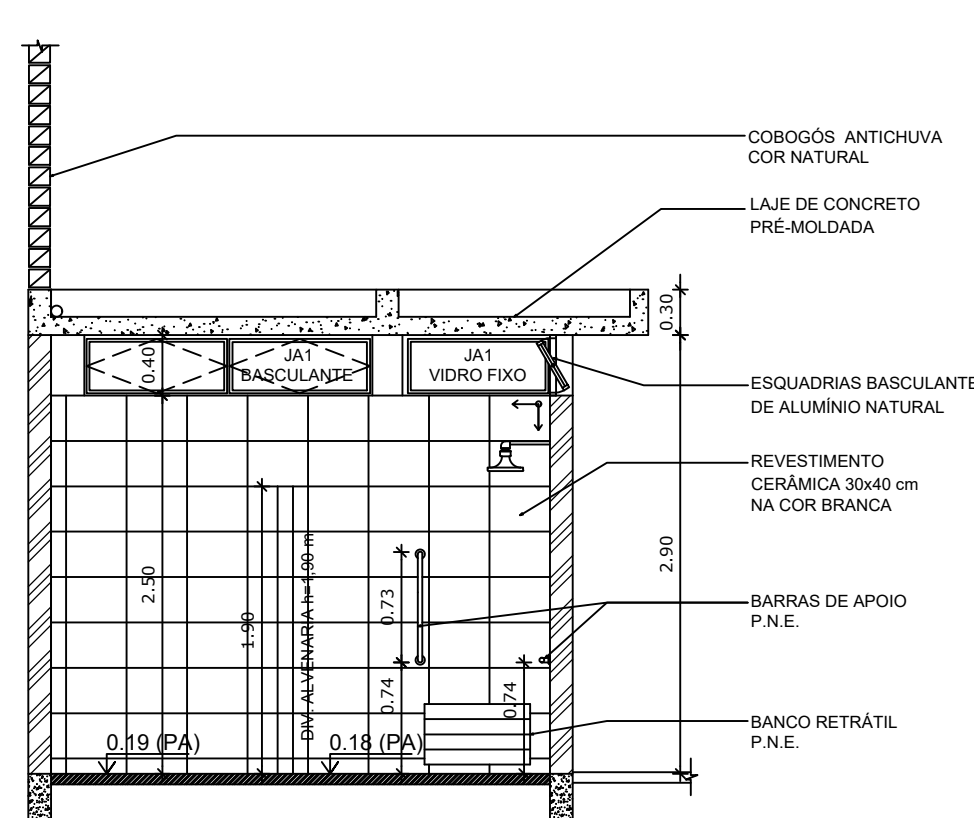 COBOGÓS ANTICHUVA
COR NATURAL
LAJE DE CONCRETO
PRÉ-MOLDADA
0.30
0.40
JA1
BASCULANTE
JA1
VIDRO FIXO
ESQUADRIAS BASCULANTE
DE ALUMÍNIO NATURAL
REVESTIMENTO
CERÂMICA 30x40 cm
NA COR BRANCA
2.90
2.50
1.90
DIV. ALVENARIA h=1,90 m
0.73
BARRAS DE APOIO
P.N.E.
0.74
0.74
BANCO RETRÁTIL
P.N.E.
0.19 (PA)
0.18 (PA)